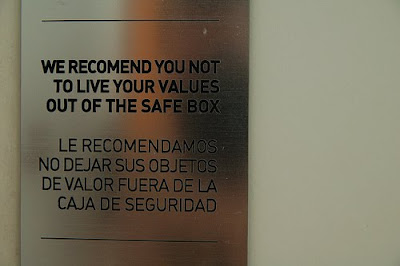 WE RECOMEND YOU NOT
TO LIVE YOUR VALUES
OUT OF THE SAFE BOX
LE RECOMENDAMOS
NO DEJAR SUS OBJETOS
DE VALOR FUERA DE LA
CAJA DE SEGURIDAD